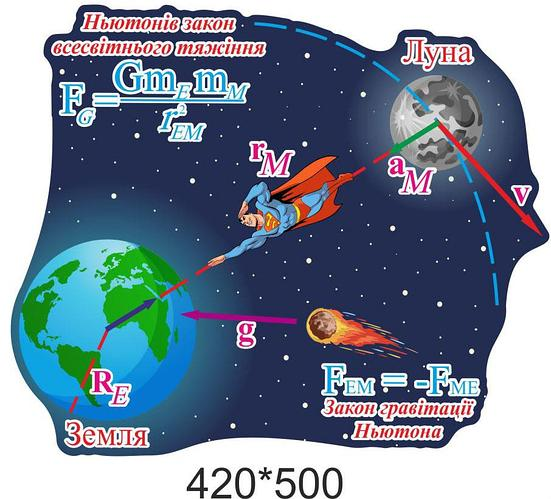 Ньютонів закон
всесвітнього тяжіння
Луна
F_G = Gm_E m_M / r²_EM
r_M
a_M
v
g
R_E
F_EM = -F_ME
Закон гравітації
Ньютона
Земля
420*500